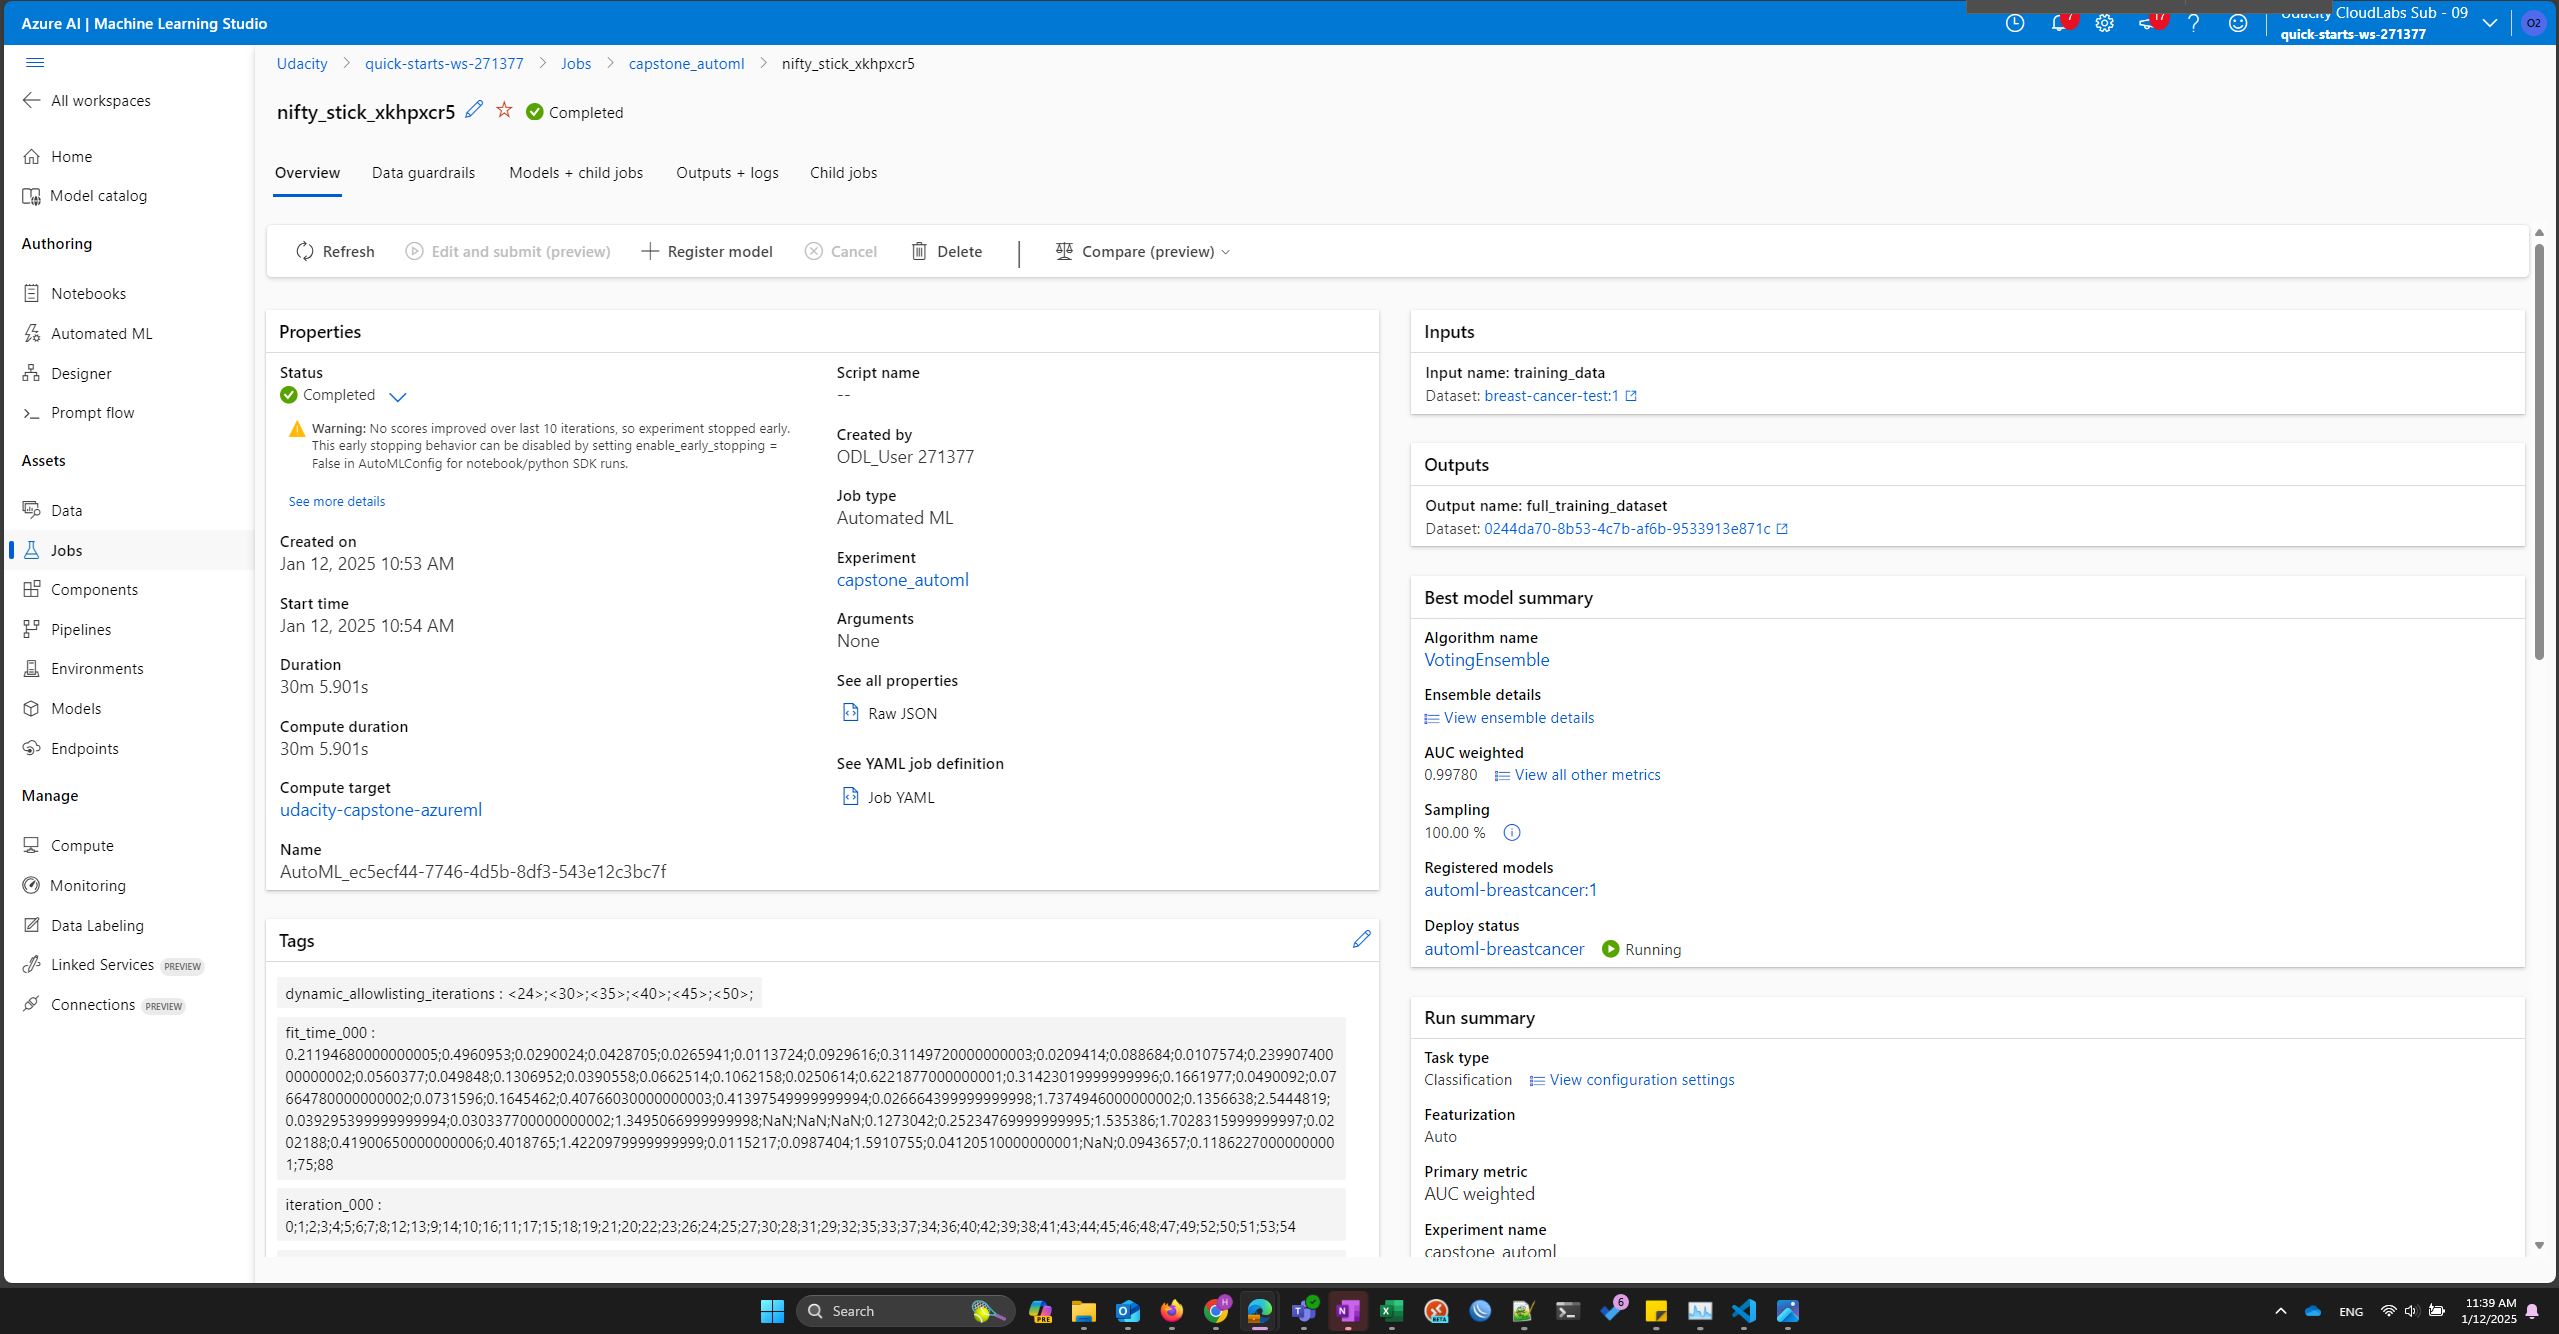 Azure AI | Machine Learning Studio
7
17
CloudLabs Sub - 09
quick-starts-ws-271377
O2
Udacity > quick-starts-ws-271377 > Jobs > capstone_automl > nifty_stick_xkhpxcr5
All workspaces
Home
Model catalog
Authoring
Notebooks
Automated ML
Designer
Prompt flow
Assets
Data
Jobs
Components
Pipelines
Environments
Models
Endpoints
Manage
Compute
Monitoring
Data Labeling
Linked Services PREVIEW
Connections PREVIEW
nifty_stick_xkhpxcr5 Completed
Overview Data guardrails Models + child jobs Outputs + logs Child jobs
Refresh Edit and submit (preview) Register model Cancel Delete | Compare (preview)
Properties
Status
Completed
Warning: No scores improved over last 10 iterations, so experiment stopped early.
This early stopping behavior can be disabled by setting enable_early_stopping =
False in AutoMLConfig for notebook/python SDK runs.
See more details
Created on
Jan 12, 2025 10:53 AM
Start time
Jan 12, 2025 10:54 AM
Duration
30m 5.901s
Compute duration
30m 5.901s
Compute target
udacity-capstone-azureml
Name
AutoML_ec5ecf44-7746-4d5b-8df3-543e12c3bc7f
Script name
--
Created by
ODL_User 271377
Job type
Automated ML
Experiment
capstone_automl
Arguments
None
See all properties
Raw JSON
See YAML job definition
Job YAML
Tags
dynamic_allowlisting_iterations : <24>;<30>;<35>;<40>;<45>;<50>;
fit_time_000 :
0.21194680000000005;0.4960953;0.0290024;0.0428705;0.0265941;0.0113724;0.0929616;0.31149720000000003;0.0209414;0.088684;0.0107574;0.239907400
00000002;0.0560377;0.049848;0.1306952;0.0390558;0.0662514;0.1062158;0.0250614;0.6221877000000001;0.31423019999999996;0.1661977;0.0490092;0.07
664780000000002;0.0731596;0.1645462;0.40766030000000003;0.41397549999999994;0.026664399999999998;1.7374946000000002;0.1356638;2.5444819;
0.039295399999999994;0.030337700000000002;1.3495066999999998;NaN;NaN;NaN;0.1273042;0.25234769999999995;1.535386;1.7028315999999997;0.02
02188;0.41900650000000006;0.4018765;1.4220979999999999;0.0115217;0.0987404;1.5910755;0.04120510000000001;NaN;0.0943657;0.1186227000000000
1;75;88
iteration_000 :
0;1;2;3;4;5;6;7;8;12;13;9;14;10;16;11;17;15;18;19;21;20;22;23;26;24;25;27;30;28;31;29;32;35;33;37;34;36;40;42;39;38;41;43;44;45;46;48;47;49;52;50;51;53;54
Inputs
Input name: training_data
Dataset: breast-cancer-test:1
Outputs
Output name: full_training_dataset
Dataset: 0244da70-8b53-4c7b-af6b-9533913e871c
Best model summary
Algorithm name
VotingEnsemble
Ensemble details
View ensemble details
AUC weighted
0.99780 View all other metrics
Sampling
100.00 %
Registered models
automl-breastcancer:1
Deploy status
automl-breastcancer Running
Run summary
Task type
Classification View configuration settings
Featurization
Auto
Primary metric
AUC weighted
Experiment name
capstone_automl
Search
PRE
H
BETA
6
ENG
11:39 AM
1/12/2025